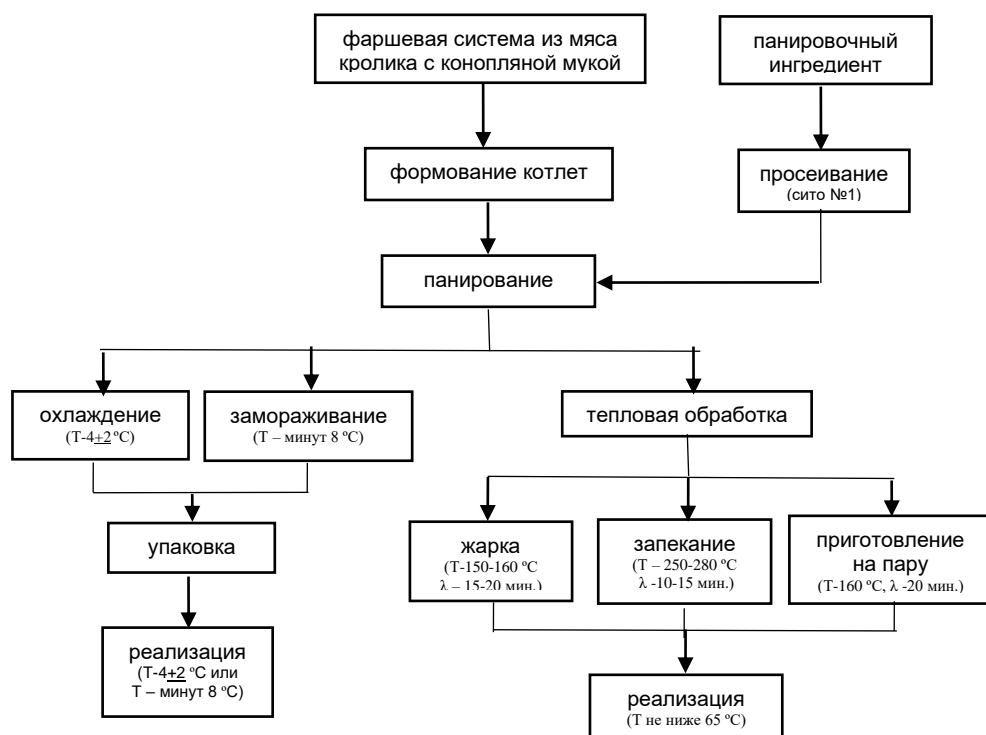 фаршевая система из мяса
кролика с конопляной мукой
панировочный
ингредиент
формование котлет
просеивание
(сито №1)
панирование
охлаждение
(Т-4+2 ºС)
замораживание
(Т – минут 8 ºС)
тепловая обработка
упаковка
жарка
(Т-150-160 ºС
λ – 15-20 мин.)
запекание
(Т – 250-280 ºС
λ -10-15 мин.)
приготовление
на пару
(Т-160 ºС, λ -20 мин.)
реализация
(Т-4+2 ºС или
Т – минут 8 ºС)
реализация
(Т не ниже 65 ºС)